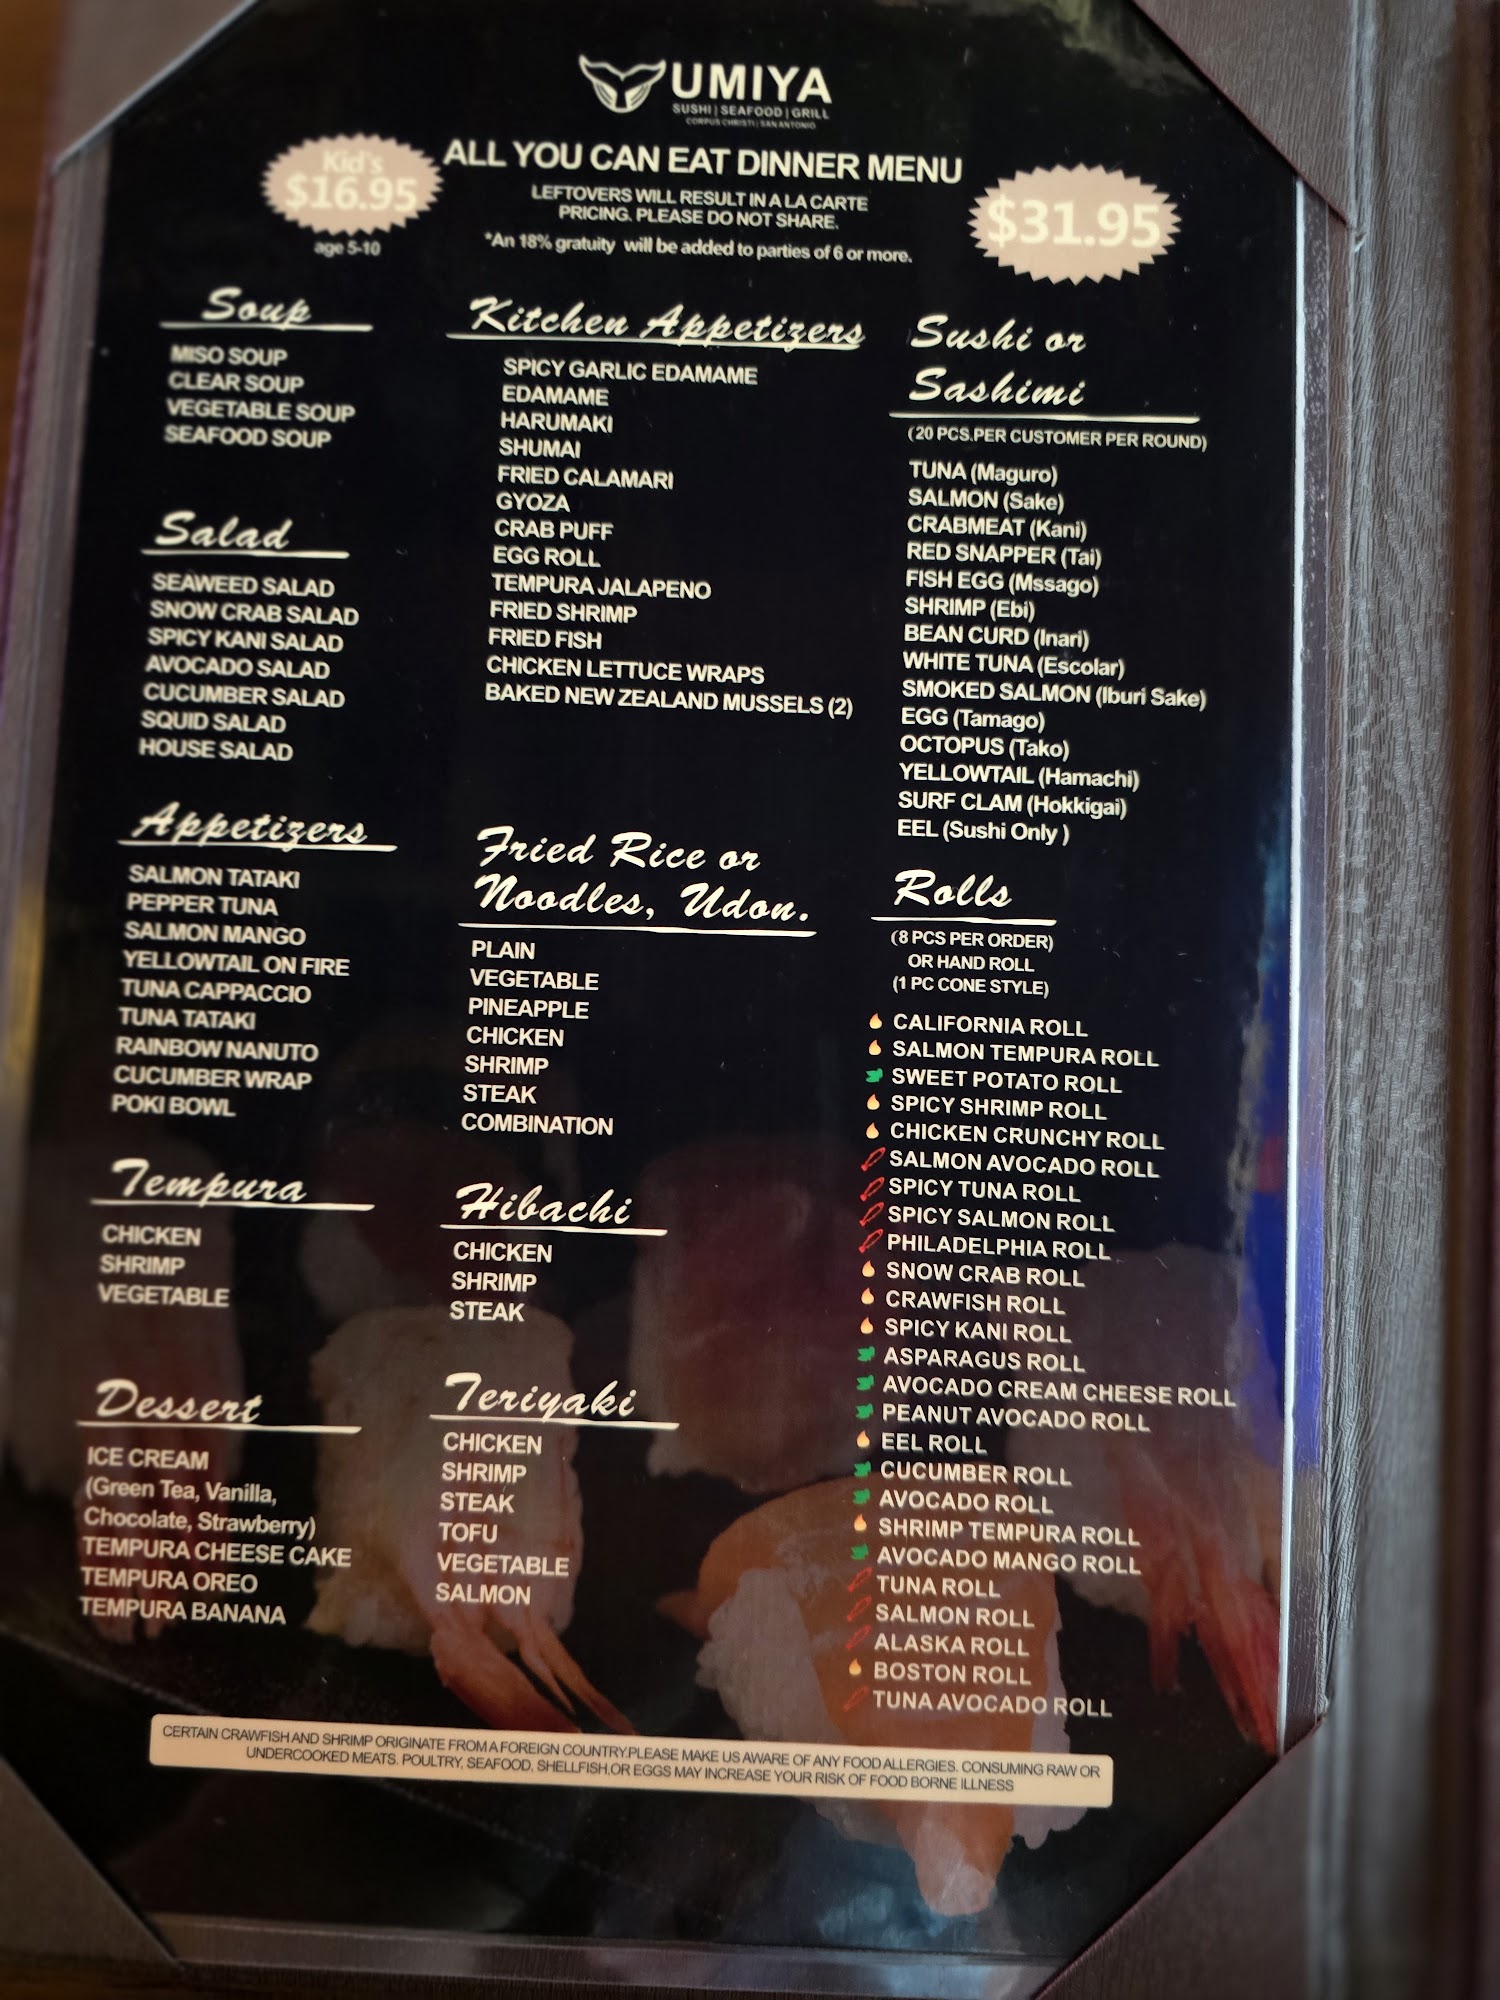 UMIYA
SUSHI | SEAFOOD | GRILL
CORPUS CHRISTI | SAN ANTONIO
ALL YOU CAN EAT DINNER MENU
LEFTOVERS WILL RESULT IN A LA CARTE
PRICING. PLEASE DO NOT SHARE.
*An 18% gratuity will be added to parties of 6 or more.
Kid's
$16.95
age 5-10
$31.95
Soup
MISO SOUP
CLEAR SOUP
VEGETABLE SOUP
SEAFOOD SOUP
Salad
SEAWEED SALAD
SNOW CRAB SALAD
SPICY KANI SALAD
AVOCADO SALAD
CUCUMBER SALAD
SQUID SALAD
HOUSE SALAD
Appetizers
SALMON TATAKI
PEPPER TUNA
SALMON MANGO
YELLOWTAIL ON FIRE
TUNA CAPPACCIO
TUNA TATAKI
RAINBOW NANUTO
CUCUMBER WRAP
POKI BOWL
Tempura
CHICKEN
SHRIMP
VEGETABLE
Dessert
ICE CREAM
(Green Tea, Vanilla,
Chocolate, Strawberry)
TEMPURA CHEESE CAKE
TEMPURA OREO
TEMPURA BANANA
Kitchen Appetizers
SPICY GARLIC EDAMAME
EDAMAME
HARUMAKI
SHUMAI
FRIED CALAMARI
GYOZA
CRAB PUFF
EGG ROLL
TEMPURA JALAPENO
FRIED SHRIMP
FRIED FISH
CHICKEN LETTUCE WRAPS
BAKED NEW ZEALAND MUSSELS (2)
Fried Rice or
Noodles, Udon.
PLAIN
VEGETABLE
PINEAPPLE
CHICKEN
SHRIMP
STEAK
COMBINATION
Hibachi
CHICKEN
SHRIMP
STEAK
Teriyaki
CHICKEN
SHRIMP
STEAK
TOFU
VEGETABLE
SALMON
Sushi or
Sashimi
(20 PCS.PER CUSTOMER PER ROUND)
TUNA (Maguro)
SALMON (Sake)
CRABMEAT (Kani)
RED SNAPPER (Tai)
FISH EGG (Mssago)
SHRIMP (Ebi)
BEAN CURD (Inari)
WHITE TUNA (Escolar)
SMOKED SALMON (Iburi Sake)
EGG (Tamago)
OCTOPUS (Tako)
YELLOWTAIL (Hamachi)
SURF CLAM (Hokkigai)
EEL (Sushi Only )
Rolls
(8 PCS PER ORDER)
OR HAND ROLL
(1 PC CONE STYLE)
CALIFORNIA ROLL
SALMON TEMPURA ROLL
SWEET POTATO ROLL
SPICY SHRIMP ROLL
CHICKEN CRUNCHY ROLL
SALMON AVOCADO ROLL
SPICY TUNA ROLL
SPICY SALMON ROLL
PHILADELPHIA ROLL
SNOW CRAB ROLL
CRAWFISH ROLL
SPICY KANI ROLL
ASPARAGUS ROLL
AVOCADO CREAM CHEESE ROLL
PEANUT AVOCADO ROLL
EEL ROLL
CUCUMBER ROLL
AVOCADO ROLL
SHRIMP TEMPURA ROLL
AVOCADO MANGO ROLL
TUNA ROLL
SALMON ROLL
ALASKA ROLL
BOSTON ROLL
TUNA AVOCADO ROLL
CERTAIN CRAWFISH AND SHRIMP ORIGINATE FROM A FOREIGN COUNTRY.PLEASE MAKE US AWARE OF ANY FOOD ALLERGIES. CONSUMING RAW OR
UNDERCOOKED MEATS. POULTRY, SEAFOOD, SHELLFISH,OR EGGS MAY INCREASE YOUR RISK OF FOOD BORNE ILLNESS